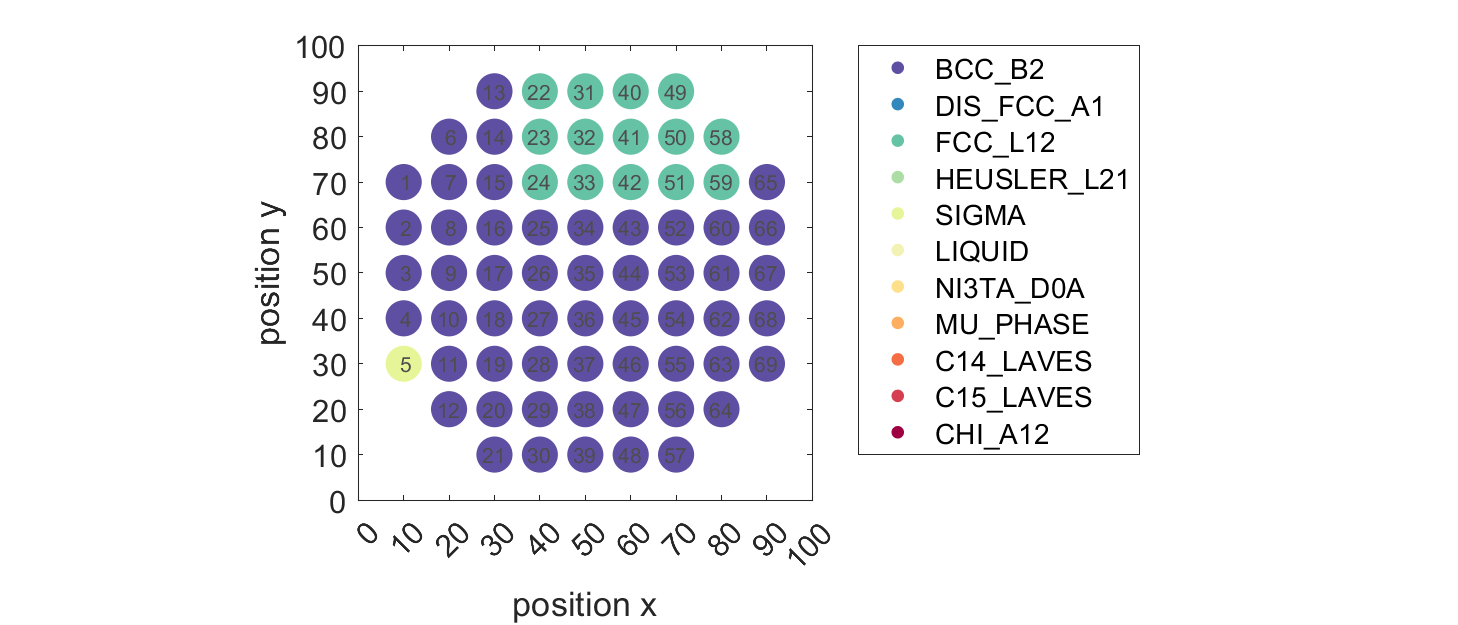 100
90
80
70
60
50
40
30
20
10
0
position y
13 22 31 40 49
6 14 23 32 41 50 58
1 7 15 24 33 42 51 59 65
2 8 16 25 34 43 52 60 66
3 9 17 26 35 44 53 61 67
4 10 18 27 36 45 54 62 68
5 11 19 28 37 46 55 63 69
12 20 29 38 47 56 64
21 30 39 48 57
0 10 20 30 40 50 60 70 80 90 100
position x
BCC_B2
DIS_FCC_A1
FCC_L12
HEUSLER_L21
SIGMA
LIQUID
NI3TA_D0A
MU_PHASE
C14_LAVES
C15_LAVES
CHI_A12